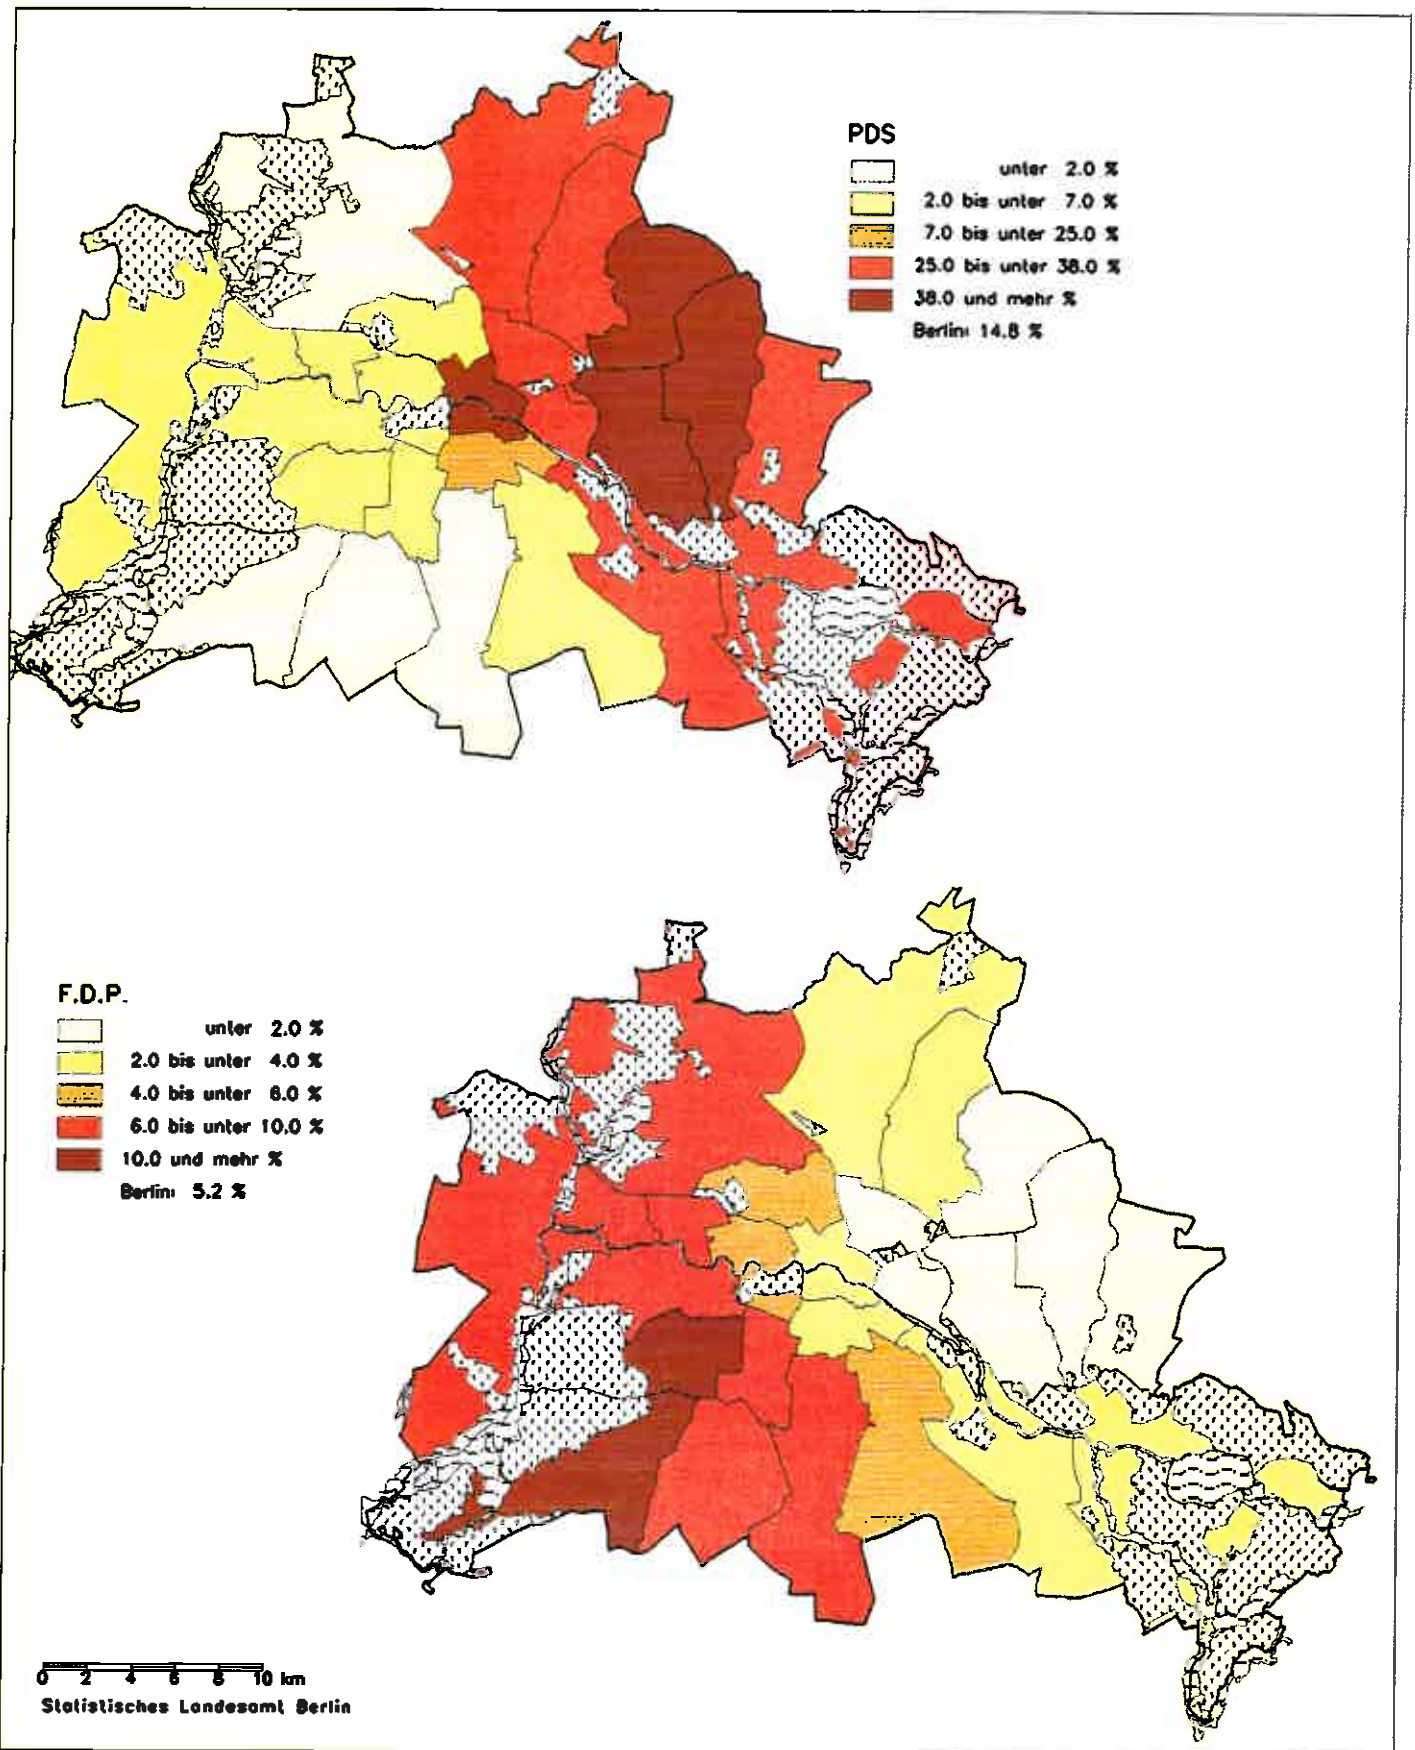 PDS
unter 2.0 %
2.0 bis unter 7.0 %
7.0 bis unter 25.0 %
25.0 bis unter 38.0 %
38.0 und mehr %
Berlin: 14.8 %
F.D.P.
unter 2.0 %
2.0 bis unter 4.0 %
4.0 bis unter 6.0 %
6.0 bis unter 10.0 %
10.0 und mehr %
Berlin: 5.2 %
0 2 4 6 8 10 km
Statistisches Landesamt Berlin